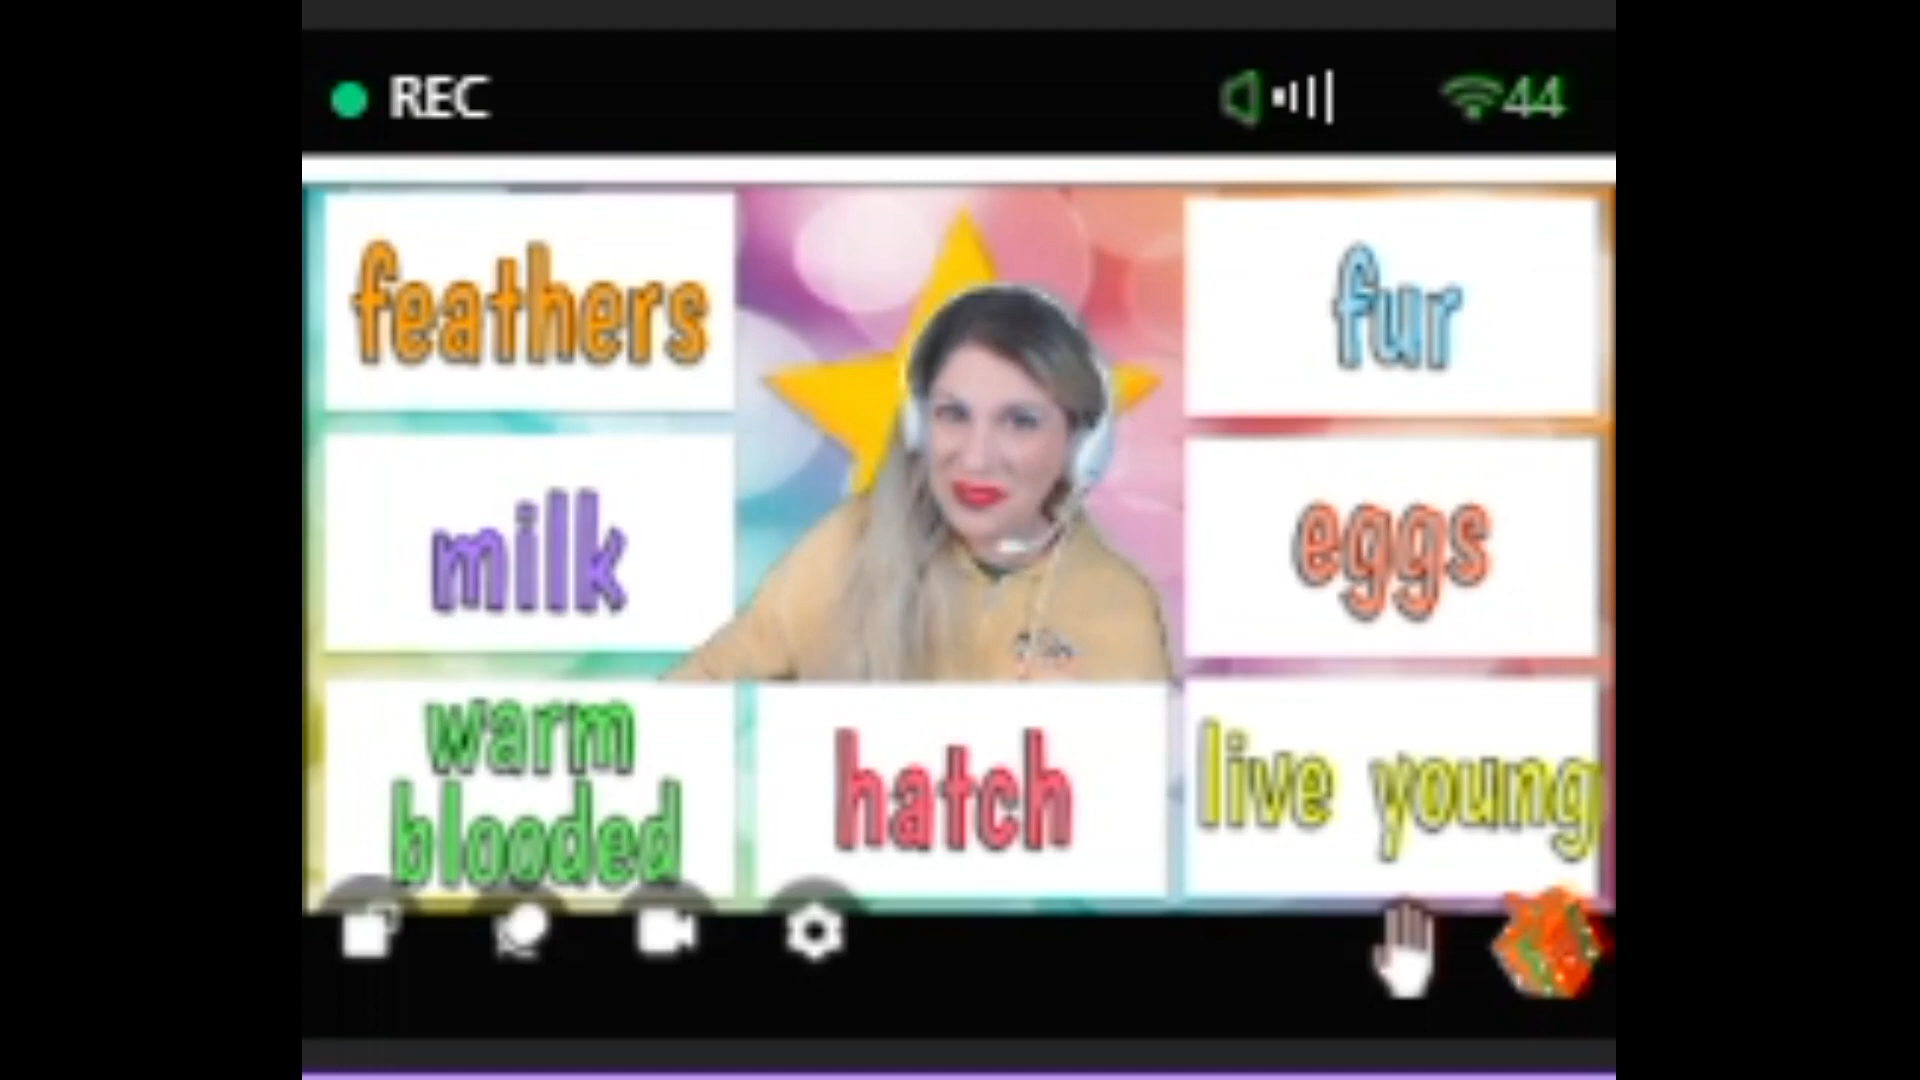 REC
44
feathers
fur
milk
eggs
warm
blooded
hatch
live young